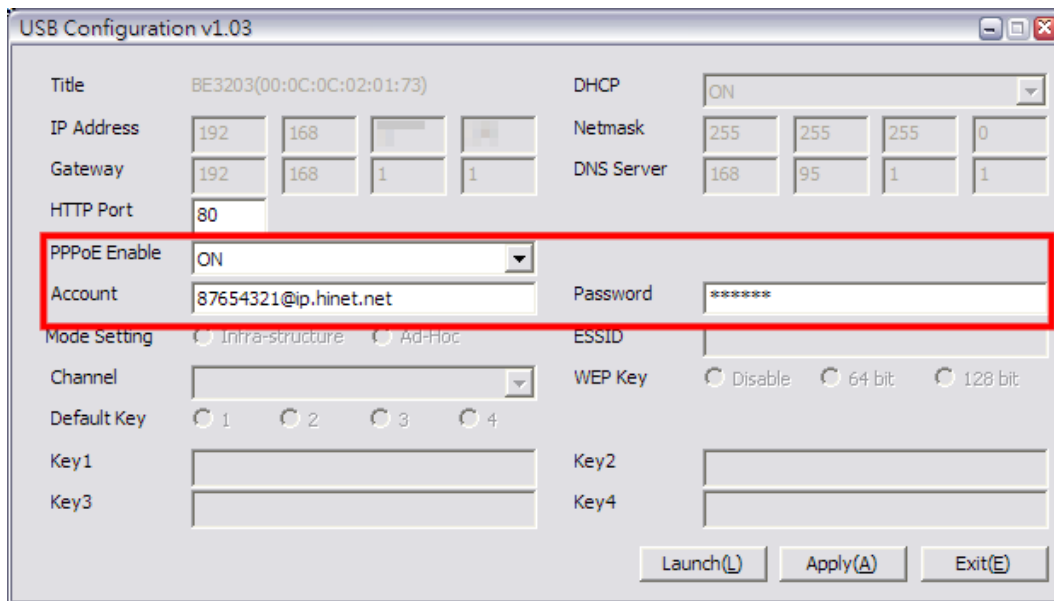 USB Configuration v1.03
Title BE3203(00:0C:0C:02:01:73) DHCP ON
IP Address 192 168 Netmask 255 255 255 0
Gateway 192 168 1 1 DNS Server 168 95 1 1
HTTP Port 80
PPPoE Enable ON
Account 87654321@ip.hinet.net Password ******
Mode Setting Infra-structure Ad-Hoc ESSID
Channel WEP Key Disable 64 bit 128 bit
Default Key 1 2 3 4
Key1 Key2
Key3 Key4
Launch(L) Apply(A) Exit(E)